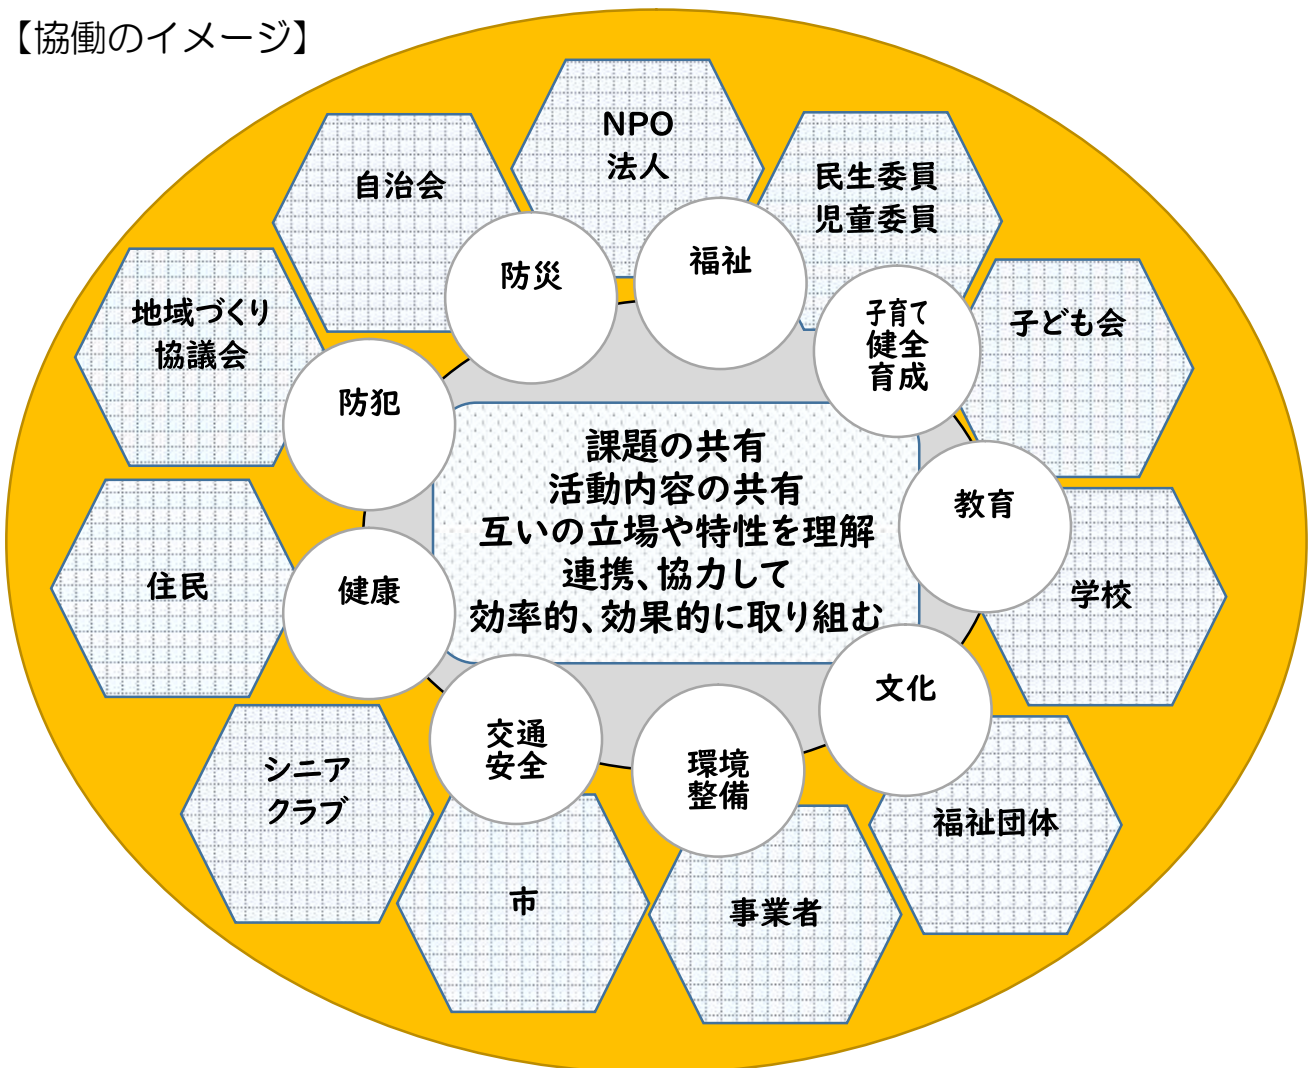 【協働のイメージ】
NPO
法人
民生委員
児童委員
自治会
子ども会
地域づくり
協議会
防災
福祉
子育て
健全
育成
防犯
課題の共有
活動内容の共有
互いの立場や特性を理解
連携、協力して
効率的、効果的に取り組む
教育
学校
住民
健康
文化
交通
安全
環境
整備
シニア
クラブ
福祉団体
市
事業者